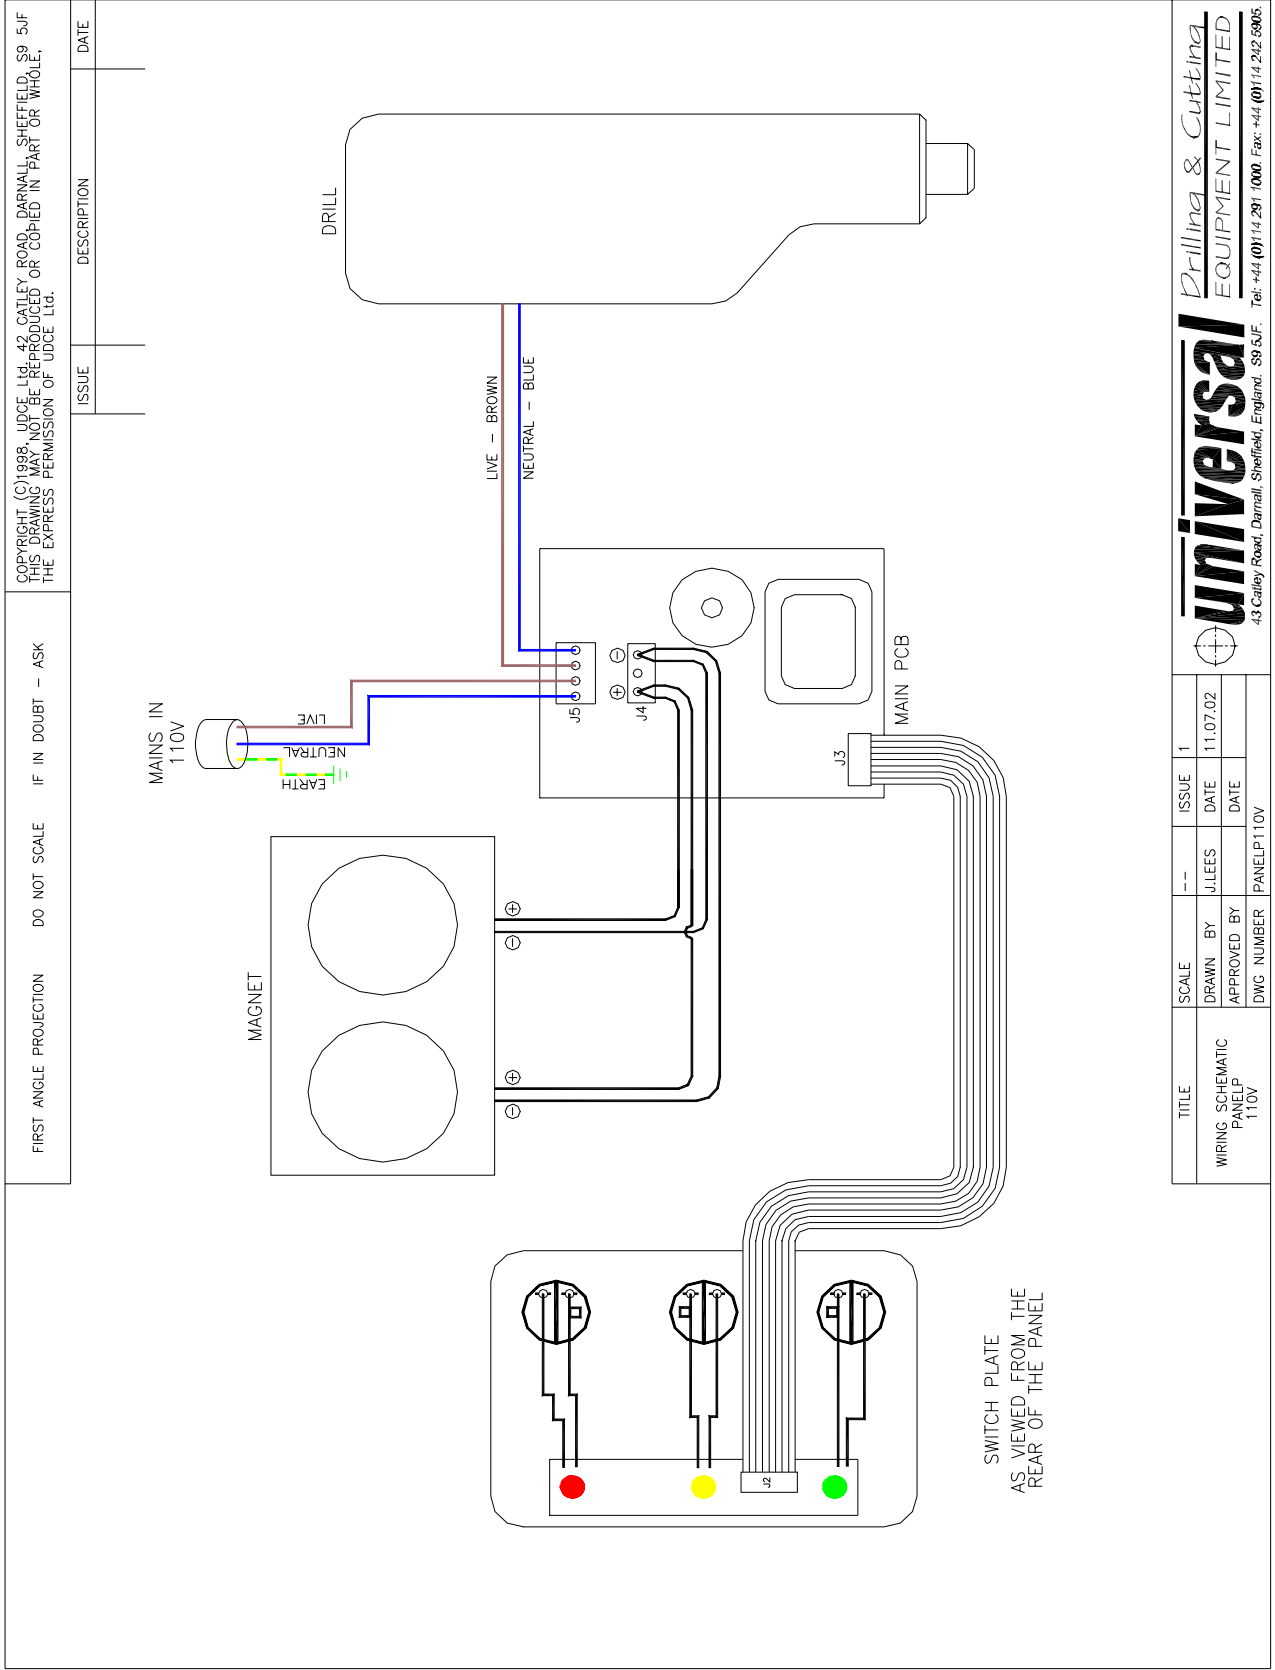 FIRST ANGLE PROJECTION DO NOT SCALE IF IN DOUBT - ASK
COPYRIGHT (C)1998, UDCE Ltd. 42 CATLEY ROAD, DARNALL, SHEFFIELD, S9 5JF
THIS DRAWING MAY NOT BE REPRODUCED OR COPIED IN PART OR WHOLE,
THE EXPRESS PERMISSION OF UDCE Ltd.
ISSUE DESCRIPTION DATE
MAINS IN
110V
LIVE
NEUTRAL
EARTH
MAGNET
+
-
+
-
DRILL
LIVE - BROWN
NEUTRAL - BLUE
J5
+
-
J4
J3
MAIN PCB
J2
SWITCH PLATE
AS VIEWED FROM THE
REAR OF THE PANEL
TITLE
WIRING SCHEMATIC
PANELP
110V
SCALE -- ISSUE 1
DRAWN BY J.LEES DATE 11.07.02
APPROVED BY DATE
DWG NUMBER PANELP110V
universal
Drilling & Cutting
EQUIPMENT LIMITED
43 Catley Road, Darnall, Sheffield, England. S9 5JF. Tel: +44 (0)114 291 1000. Fax: +44 (0)114 242 5905.